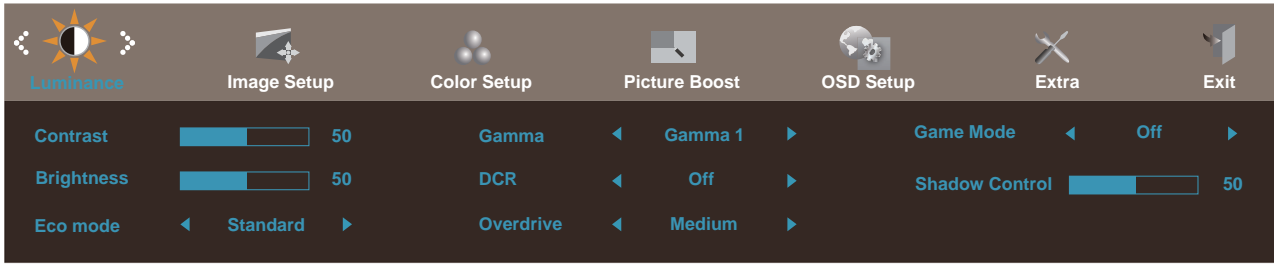 Luminance Image Setup Color Setup Picture Boost OSD Setup Extra Exit
Contrast 50 Gamma Gamma 1 Game Mode Off
Brightness 50 DCR Off Shadow Control 50
Eco mode Standard Overdrive Medium